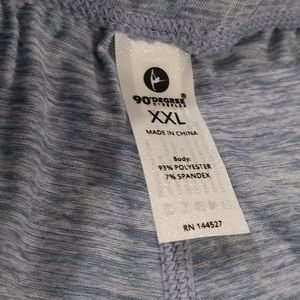 90°DEGREE®
BY REFLEX
XXL
MADE IN CHINA
Body:
93% POLYESTER
7% SPANDEX
RN 144527